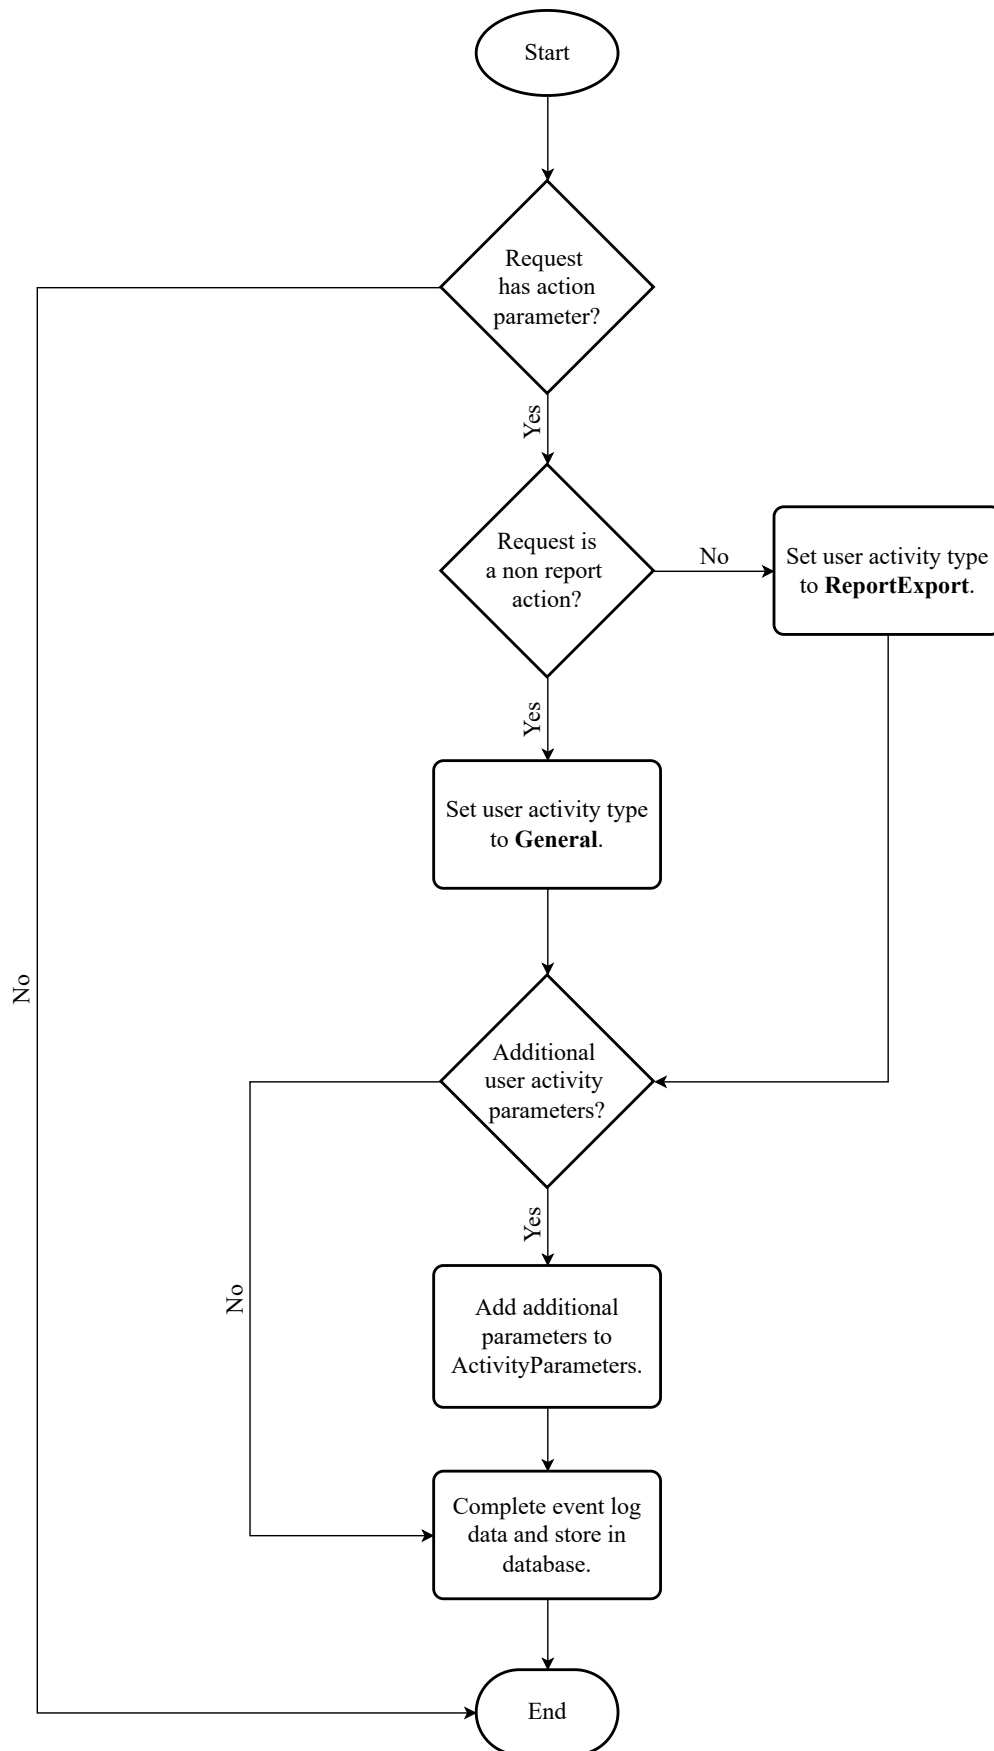 Start
Request
has action
parameter?
Yes
Request is
a non report
action?
No
Set user activity type
to ReportExport.
Yes
Set user activity type
to General.
No
Additional
user activity
parameters?
Yes
No
Add additional
parameters to
ActivityParameters.
Complete event log
data and store in
database.
End